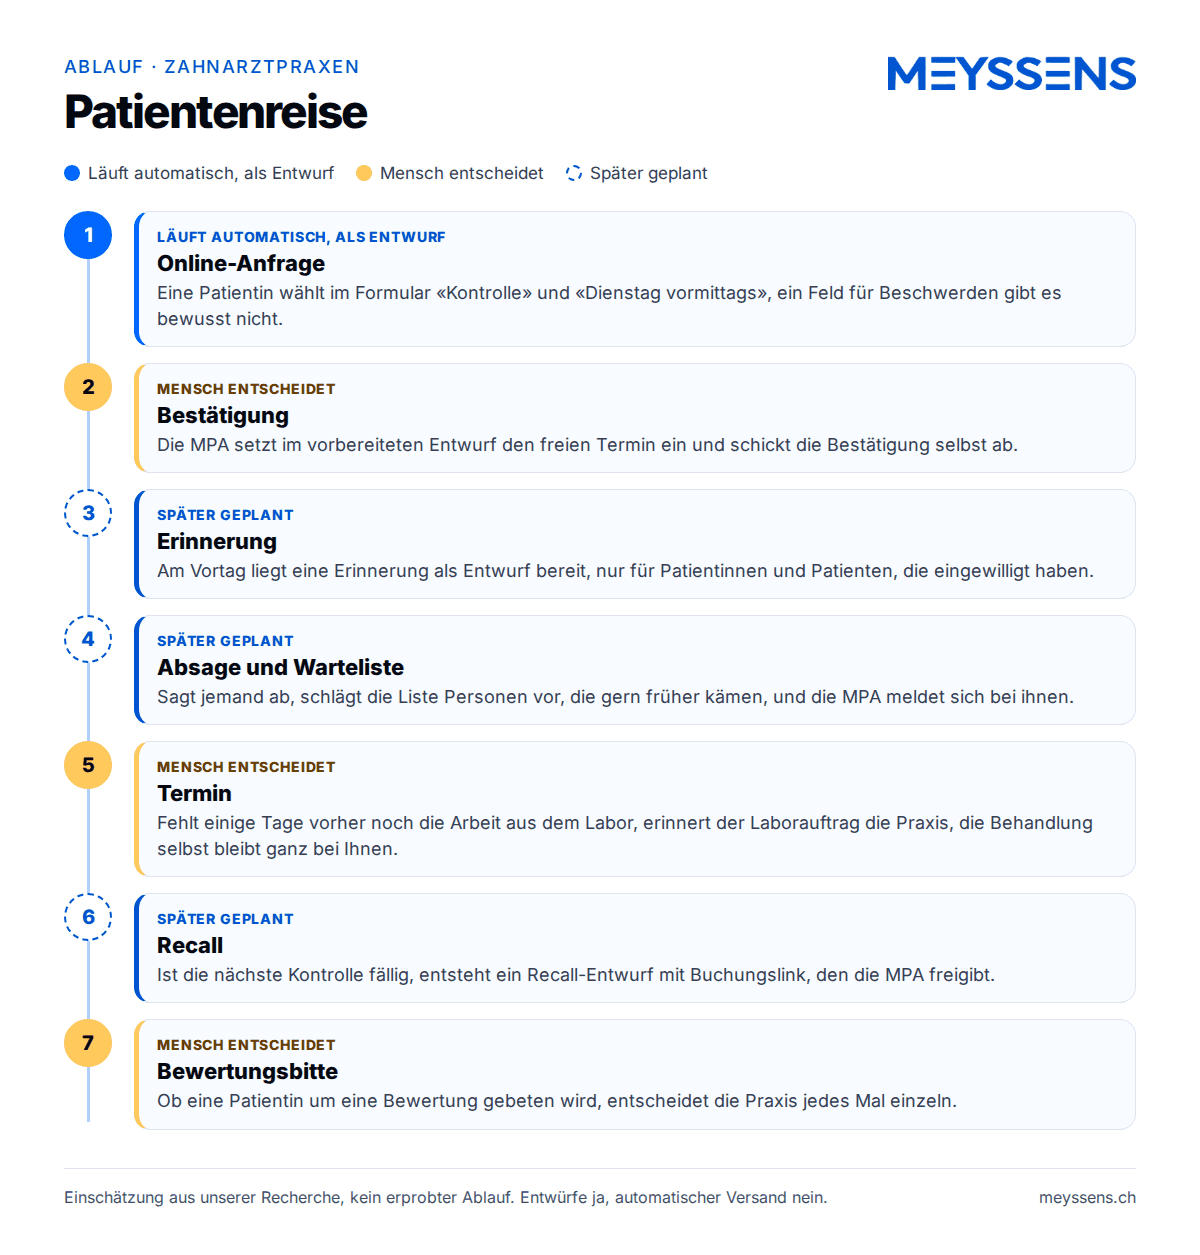 ABLAUF · ZAHNARZTPRAXEN
MEYSSENS
Patientenreise
Läuft automatisch, als Entwurf
Mensch entscheidet
Später geplant
1
LÄUFT AUTOMATISCH, ALS ENTWURF
Online-Anfrage
Eine Patientin wählt im Formular «Kontrolle» und «Dienstag vormittags», ein Feld für Beschwerden gibt es
bewusst nicht.
2
MENSCH ENTSCHEIDET
Bestätigung
Die MPA setzt im vorbereiteten Entwurf den freien Termin ein und schickt die Bestätigung selbst ab.
3
SPÄTER GEPLANT
Erinnerung
Am Vortag liegt eine Erinnerung als Entwurf bereit, nur für Patientinnen und Patienten, die eingewilligt haben.
4
SPÄTER GEPLANT
Absage und Warteliste
Sagt jemand ab, schlägt die Liste Personen vor, die gern früher kämen, und die MPA meldet sich bei ihnen.
5
MENSCH ENTSCHEIDET
Termin
Fehlt einige Tage vorher noch die Arbeit aus dem Labor, erinnert der Laborauftrag die Praxis, die Behandlung
selbst bleibt ganz bei Ihnen.
6
SPÄTER GEPLANT
Recall
Ist die nächste Kontrolle fällig, entsteht ein Recall-Entwurf mit Buchungslink, den die MPA freigibt.
7
MENSCH ENTSCHEIDET
Bewertungsbitte
Ob eine Patientin um eine Bewertung gebeten wird, entscheidet die Praxis jedes Mal einzeln.
Einschätzung aus unserer Recherche, kein erprobter Ablauf. Entwürfe ja, automatischer Versand nein.
meyssens.ch